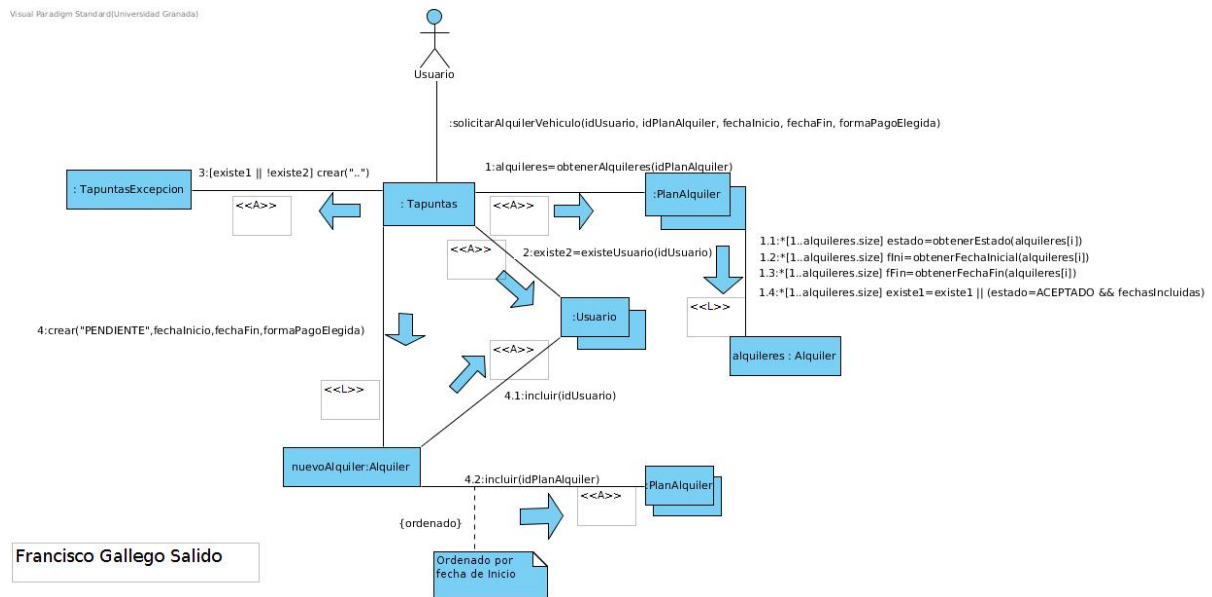 Visual Paradigm Standard(Universidad Granada)
Usuario
:solicitarAlquilerVehiculo(idUsuario, idPlanAlquiler, fechaInicio, fechaFin, formaPagoElegida)
3:[existe1 || !existe2] crear("..")
1:alquileres=obtenerAlquileres(idPlanAlquiler)
: TapuntasExcepcion
: Tapuntas
:PlanAlquiler
<<A>>
<<A>>
<<A>>
2:existe2=existeUsuario(idUsuario)
1.1:*[1..alquileres.size] estado=obtenerEstado(alquileres[i])
1.2:*[1..alquileres.size] fIni=obtenerFechaInicial(alquileres[i])
1.3:*[1..alquileres.size] fFin=obtenerFechaFin(alquileres[i])
1.4:*[1..alquileres.size] existe1=existe1 || (estado=ACEPTADO && fechasIncluidas)
<<L>>
:Usuario
4:crear("PENDIENTE",fechaInicio,fechaFin,formaPagoElegida)
<<A>>
alquileres : Alquiler
<<L>>
4.1:incluir(idUsuario)
nuevoAlquiler:Alquiler
4.2:incluir(idPlanAlquiler)
:PlanAlquiler
<<A>>
{ordenado}
Ordenado por
fecha de Inicio
Francisco Gallego Salido